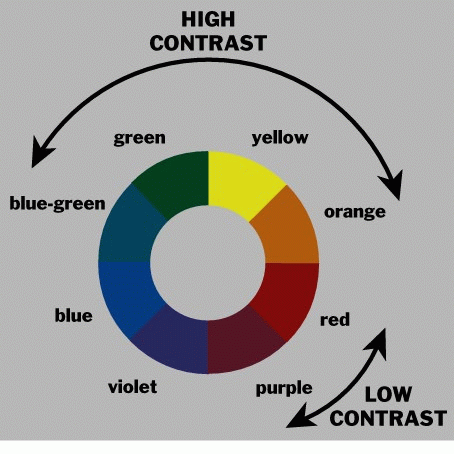 HIGH
CONTRAST
green
yellow
blue-green
orange
blue
red
violet
purple
LOW
CONTRAST